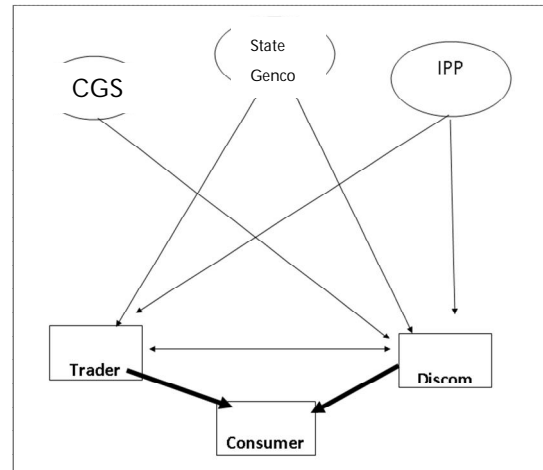 State
Genco
IPP
CGS
Trader
Discom
Consumer